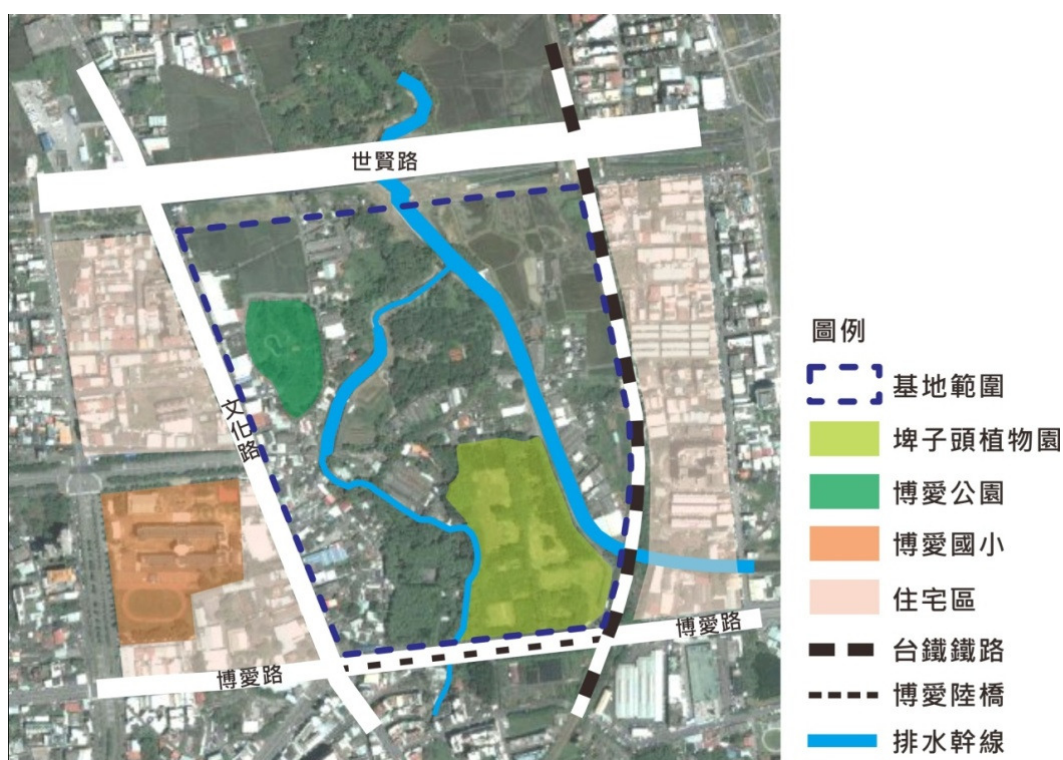 世賢路
文化路
博愛路
博愛路
圖例
基地範圍
埤子頭植物園
博愛公園
博愛國小
住宅區
台鐵鐵路
博愛陸橋
排水幹線